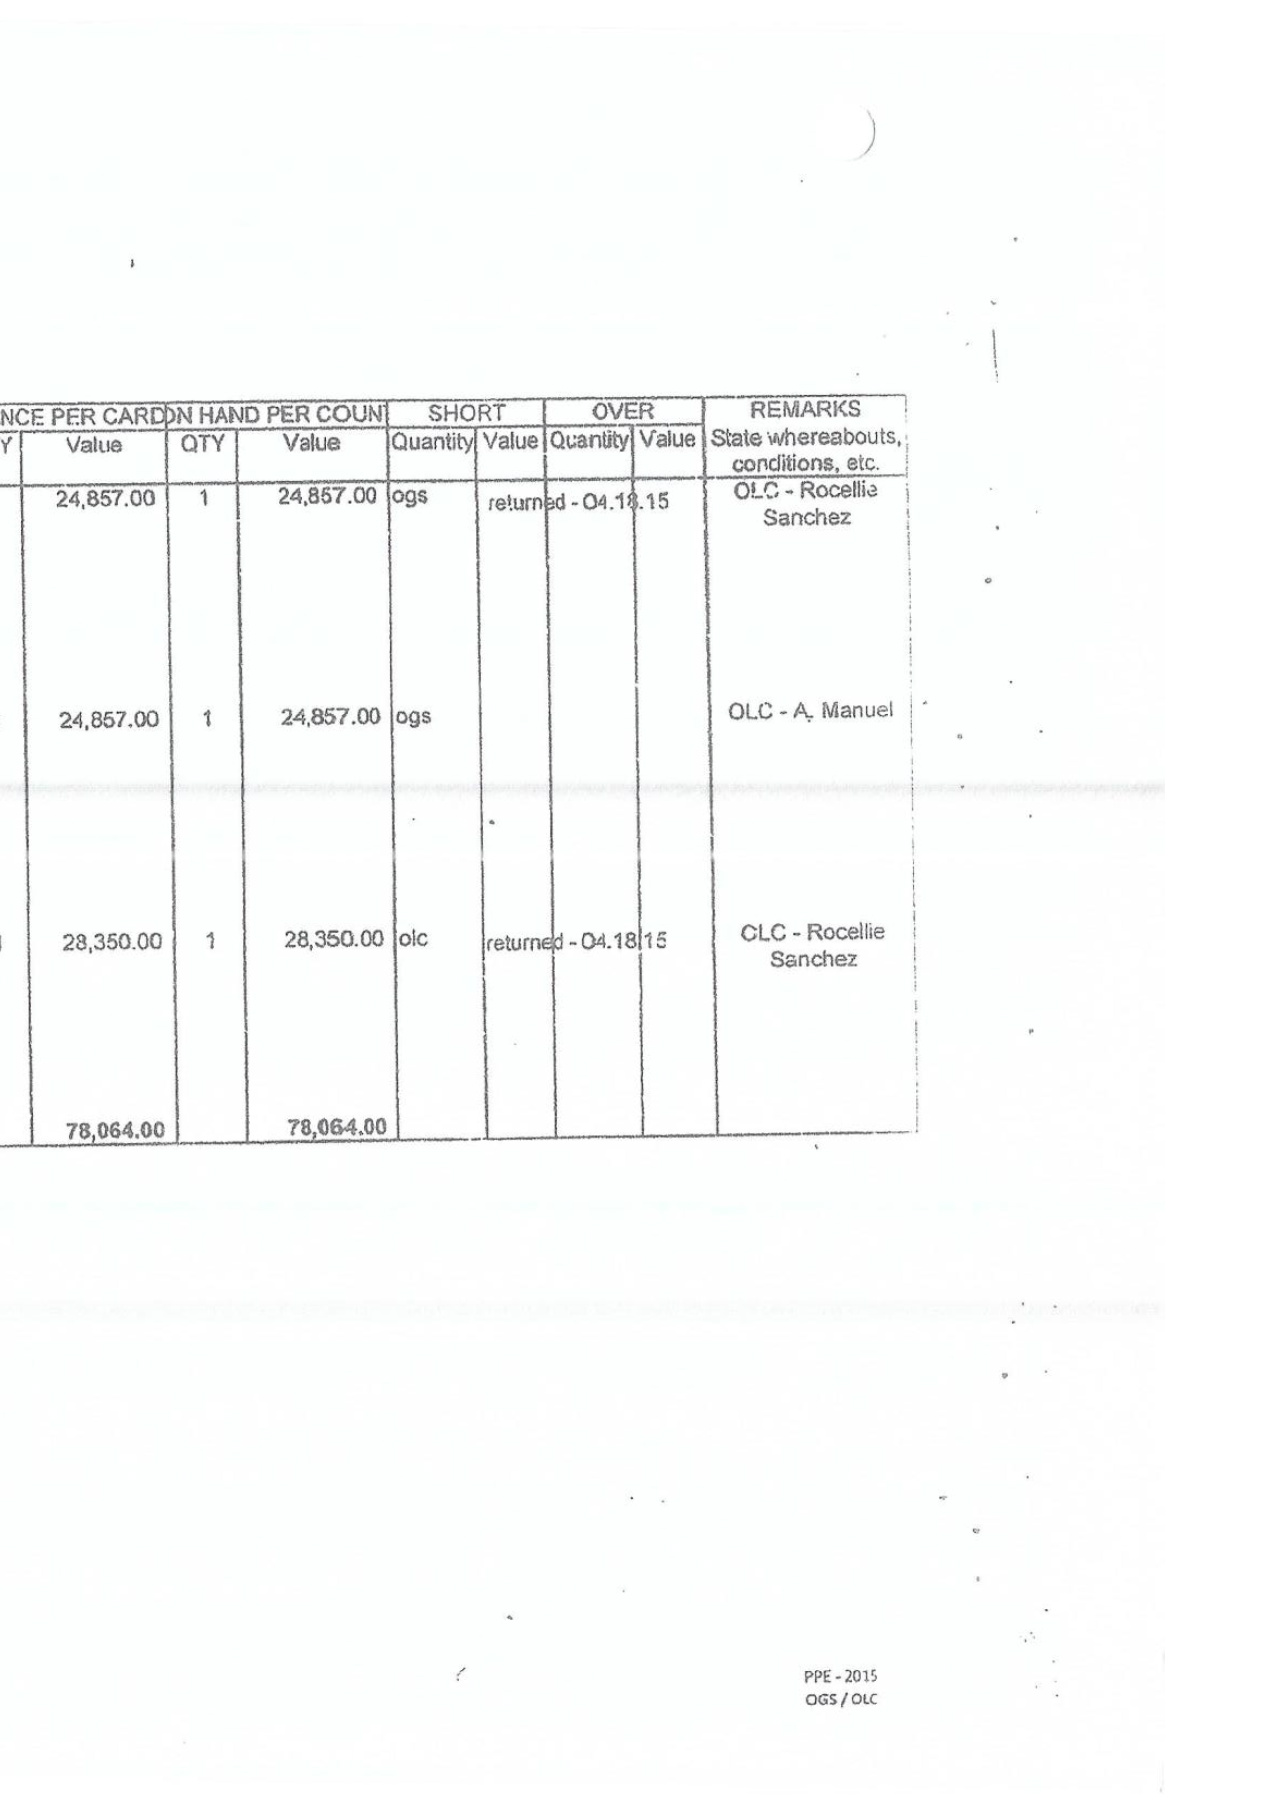 NCE PER CARD ON HAND PER COUNT SHORT OVER REMARKS
Y Value QTY Value Quantity Value Quantity Value State whereabouts,
conditions, etc.
24,857.00 1 24,857.00 ogs returned - 04.18.15 OLC - Rocellie
Sanchez
24,857.00 1 24,857.00 ogs OLC - A. Manuel
28,350.00 1 28,350.00 olc returned - 04.18.15 OLC - Rocellie
Sanchez
78,064.00 78,064.00
PPE - 2015
OGS / OLC